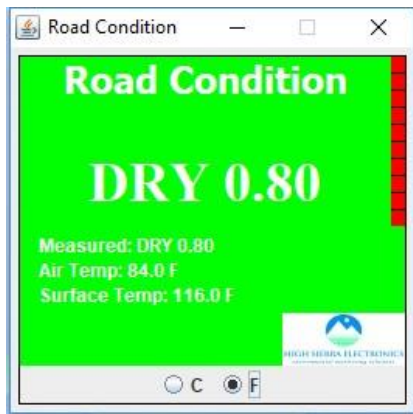 Road Condition
Road Condition
DRY 0.80
Measured: DRY 0.80
Air Temp: 84.0 F
Surface Temp: 116.0 F
HIGH SIERRA ELECTRONICS
C F